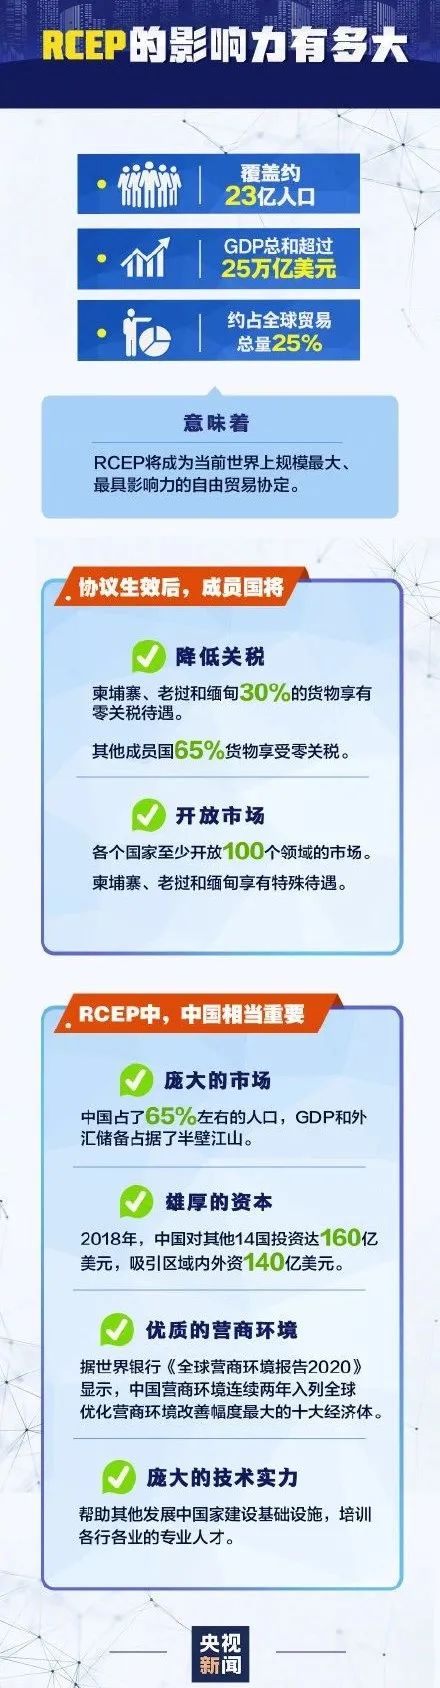 RCEP的影响力有多大
覆盖约
23亿人口
GDP总和超过
25万亿美元
约占全球贸易
总量25%
意味着
RCEP将成为当前世界上规模最大、
最具影响力的自由贸易协定。
协议生效后，成员国将
降低关税
柬埔寨、老挝和缅甸30%的货物享有
零关税待遇。
其他成员国65%货物享受零关税。
开放市场
各个国家至少开放100个领域的市场。
柬埔寨、老挝和缅甸享有特殊待遇。
RCEP中，中国相当重要
庞大的市场
中国占了65%左右的人口，GDP和外
汇储备占据了半壁江山。
雄厚的资本
2018年，中国对其他14国投资达160亿
美元，吸引区域内外资140亿美元。
优质的营商环境
据世界银行《全球营商环境报告2020》
显示，中国营商环境连续两年入列全球
优化营商环境改善幅度最大的十大经济体。
庞大的技术实力
帮助其他发展中国家建设基础设施，培训
各行各业的专业人才。
央视
新闻